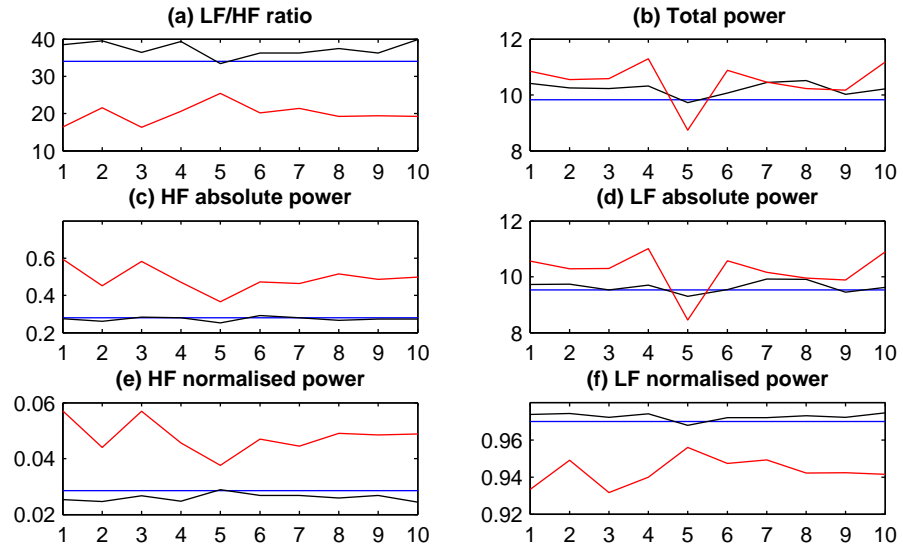 (a) LF/HF ratio
40
30
20
10
1 2 3 4 5 6 7 8 9 10
(b) Total power
12
10
8
1 2 3 4 5 6 7 8 9 10
(c) HF absolute power
0.6
0.4
0.2
1 2 3 4 5 6 7 8 9 10
(d) LF absolute power
12
10
8
1 2 3 4 5 6 7 8 9 10
(e) HF normalised power
0.06
0.04
0.02
1 2 3 4 5 6 7 8 9 10
(f) LF normalised power
0.96
0.94
0.92
1 2 3 4 5 6 7 8 9 10